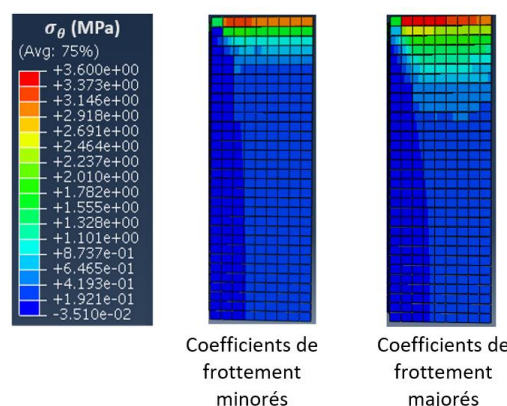 σθ (MPa)
(Avg: 75%)
+3.600e+00
+3.373e+00
+3.146e+00
+2.918e+00
+2.691e+00
+2.464e+00
+2.237e+00
+2.010e+00
+1.782e+00
+1.555e+00
+1.328e+00
+1.101e+00
+8.737e-01
+6.465e-01
+4.193e-01
+1.921e-01
-3.510e-02
Coefficients de
frottement
minorés
Coefficients de
frottement
majorés